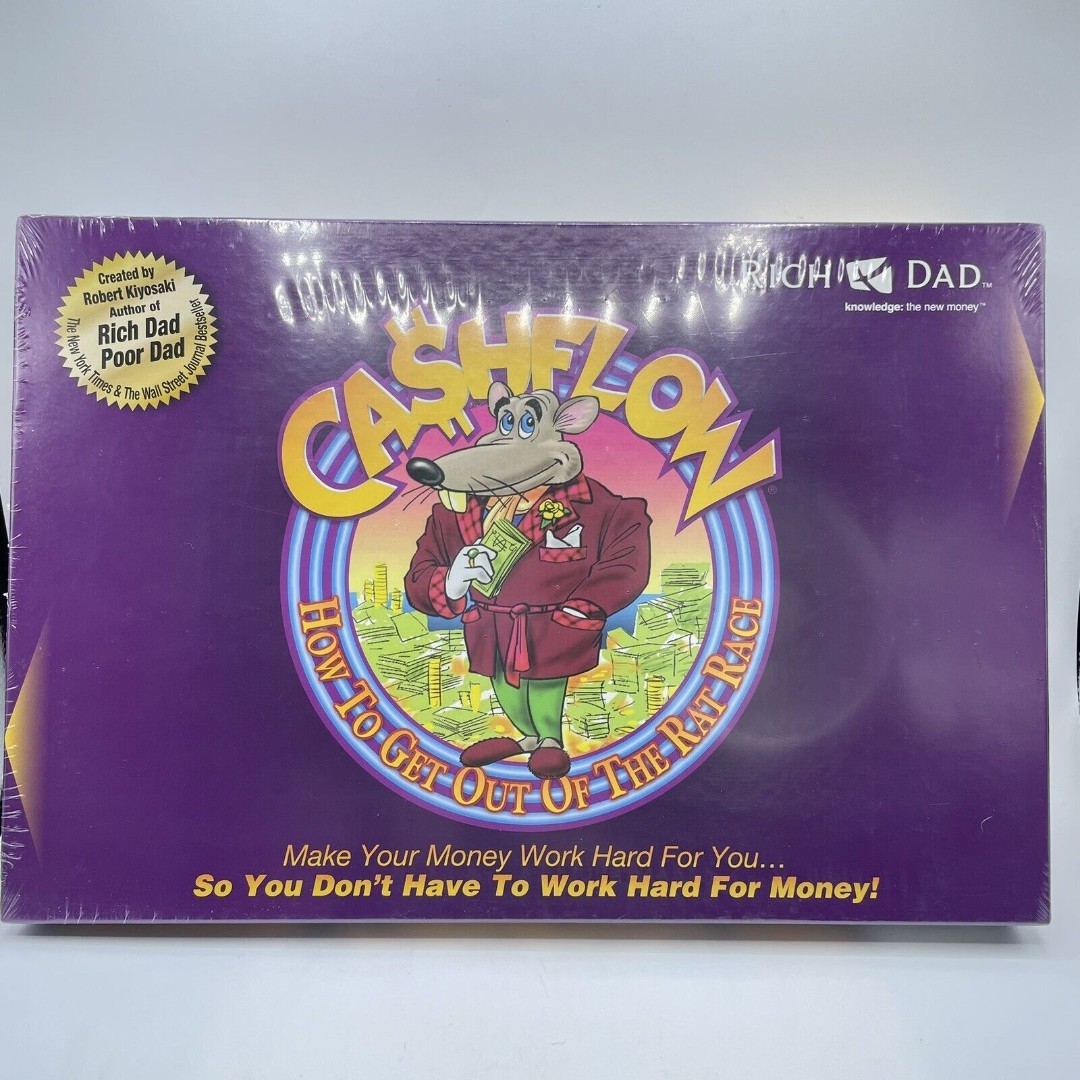 Created by
Robert Kiyosaki
Author of
Rich Dad
Poor Dad
The New York Times & The Wall Street Journal Bestseller
RICH DAD™
knowledge: the new money™
CA$HFLOW®
HOW TO GET OUT OF THE RAT RACE
Make Your Money Work Hard For You...
So You Don't Have To Work Hard For Money!